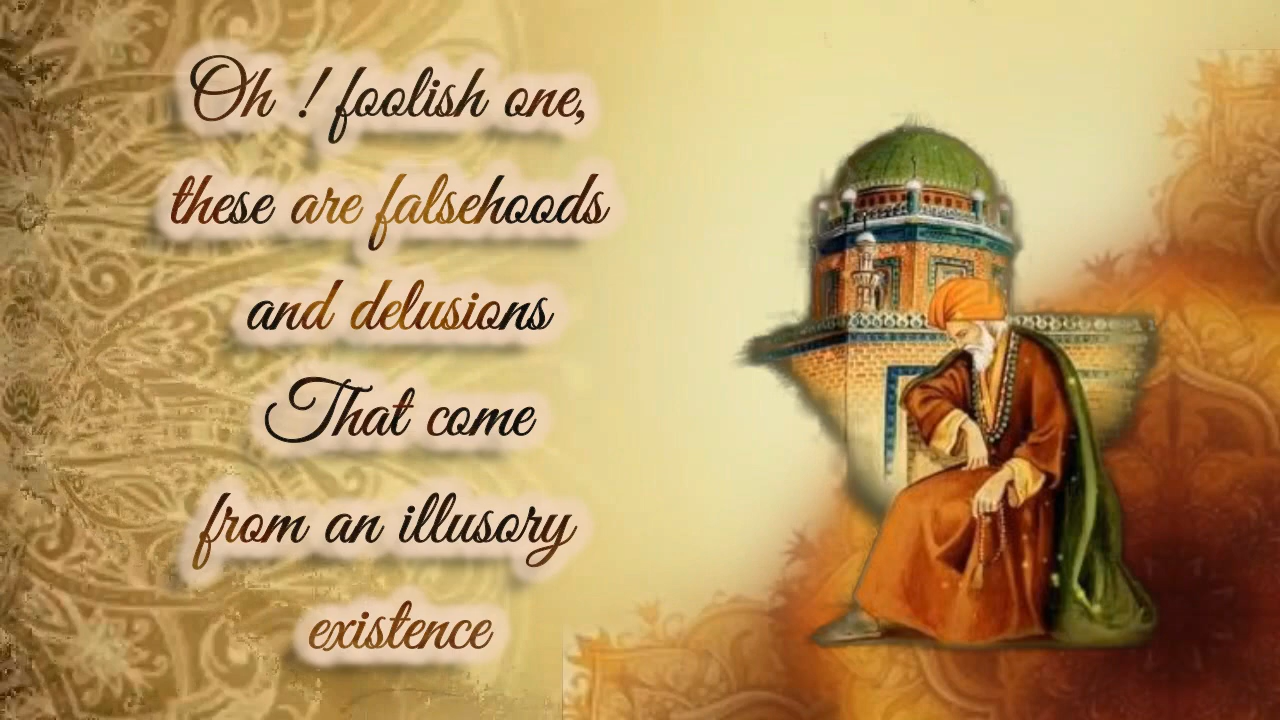 Oh ! foolish one,
these are falsehoods
and delusions
That come
from an illusory
existence